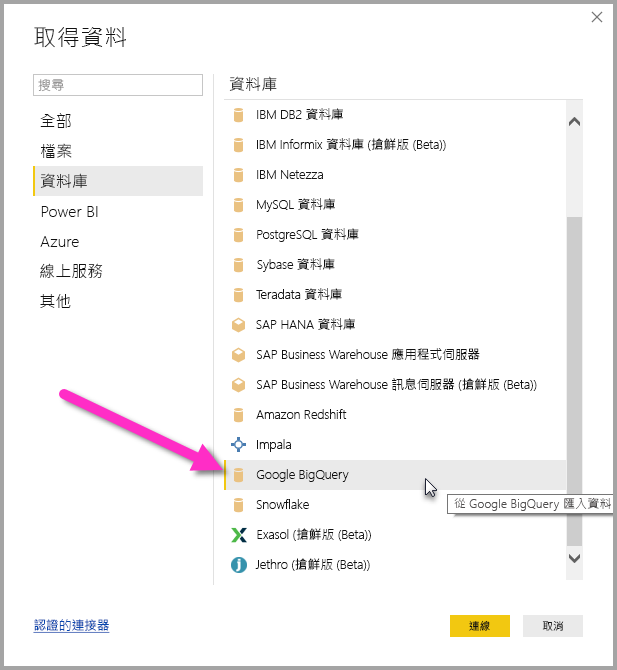 取得資料
搜尋
全部
檔案
資料庫
Power BI
Azure
線上服務
其他
資料庫
IBM DB2 資料庫
IBM Informix 資料庫 (搶鮮版 (Beta))
IBM Netezza
MySQL 資料庫
PostgreSQL 資料庫
Sybase 資料庫
Teradata 資料庫
SAP HANA 資料庫
SAP Business Warehouse 應用程式伺服器
SAP Business Warehouse 訊息伺服器 (搶鮮版 (Beta))
Amazon Redshift
Impala
Google BigQuery
從 Google BigQuery 匯入資料
Snowflake
Exasol (搶鮮版 (Beta))
Jethro (搶鮮版 (Beta))
認證的連接器
連線
取消